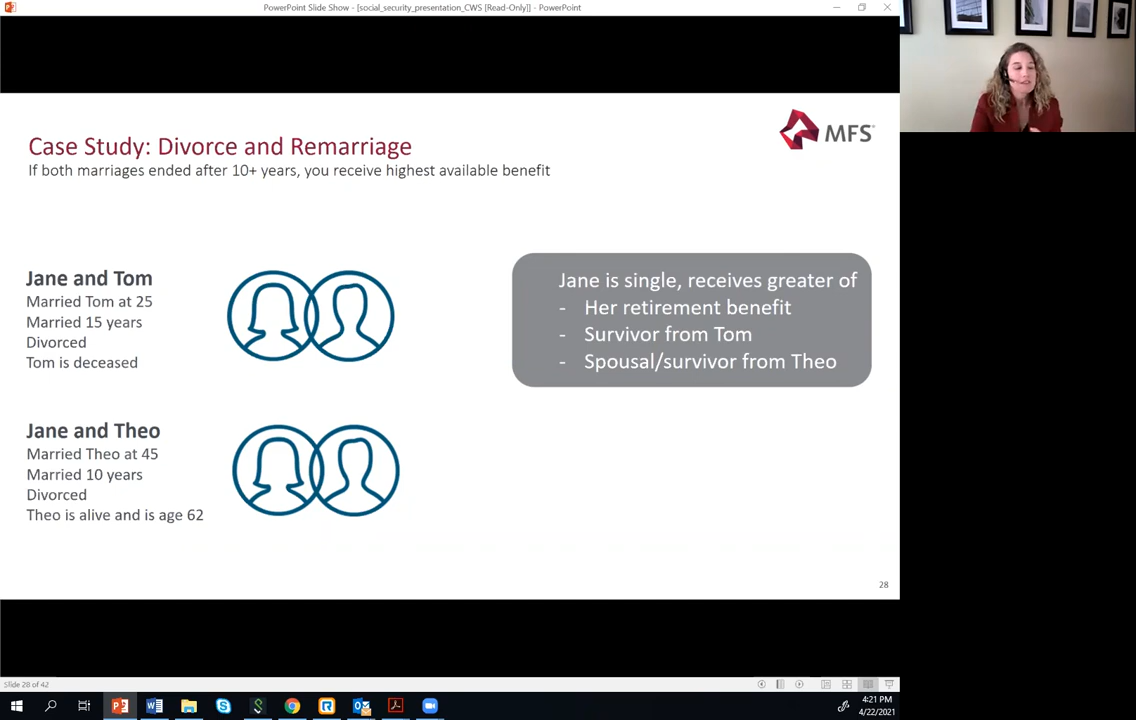 PowerPoint Slide Show - [social_security_presentation_CWS [Read-Only]] - PowerPoint
MFS
Case Study: Divorce and Remarriage
If both marriages ended after 10+ years, you receive highest available benefit
Jane and Tom
Married Tom at 25
Married 15 years
Divorced
Tom is deceased
Jane is single, receives greater of
- Her retirement benefit
- Survivor from Tom
- Spousal/survivor from Theo
Jane and Theo
Married Theo at 45
Married 10 years
Divorced
Theo is alive and is age 62
28
Slide 28 of 42
4:21 PM
4/22/2021